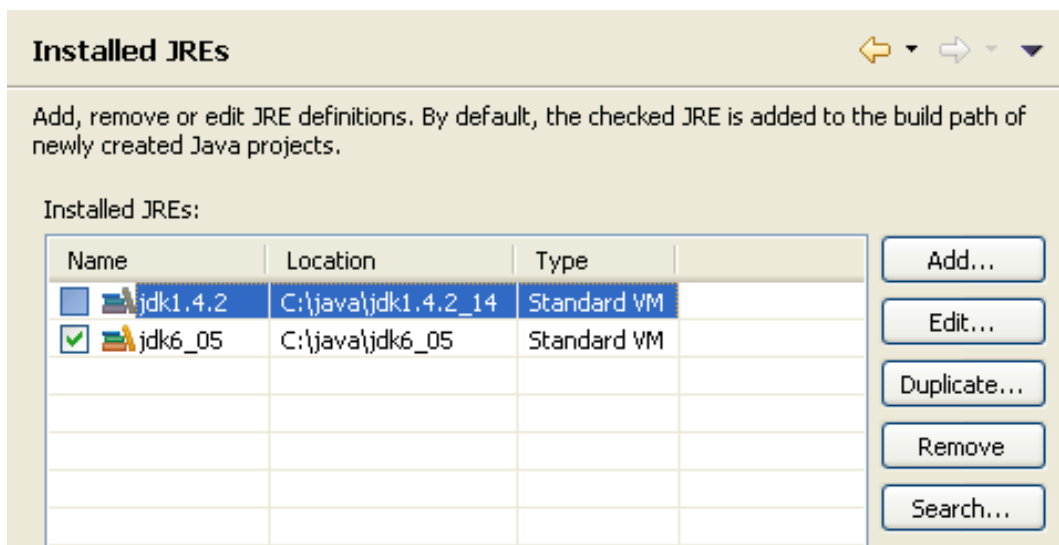 Installed JREs
Add, remove or edit JRE definitions. By default, the checked JRE is added to the build path of
newly created Java projects.
Installed JREs:
Name Location Type
jdk1.4.2 C:\java\jdk1.4.2_14 Standard VM
jdk6_05 C:\java\jdk6_05 Standard VM
Add...
Edit...
Duplicate...
Remove
Search...